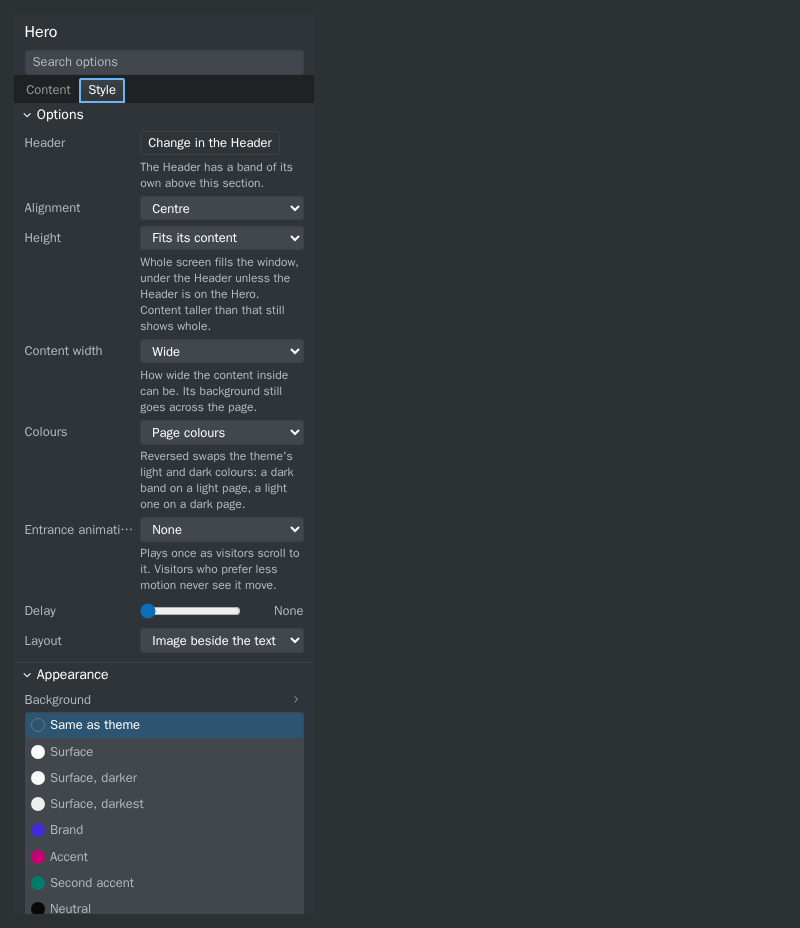 Hero
Search options
Content Style
Options
Header Change in the Header
The Header has a band of its
own above this section.
Alignment Centre
Height Fits its content
Whole screen fills the window,
under the Header unless the
Header is on the Hero.
Content taller than that still
shows whole.
Content width Wide
How wide the content inside
can be. Its background still
goes across the page.
Colours Page colours
Reversed swaps the theme's
light and dark colours: a dark
band on a light page, a light
one on a dark page.
Entrance animati··· None
Plays once as visitors scroll to
it. Visitors who prefer less
motion never see it move.
Delay None
Layout Image beside the text
Appearance
Background
Same as theme
Surface
Surface, darker
Surface, darkest
Brand
Accent
Second accent
Neutral